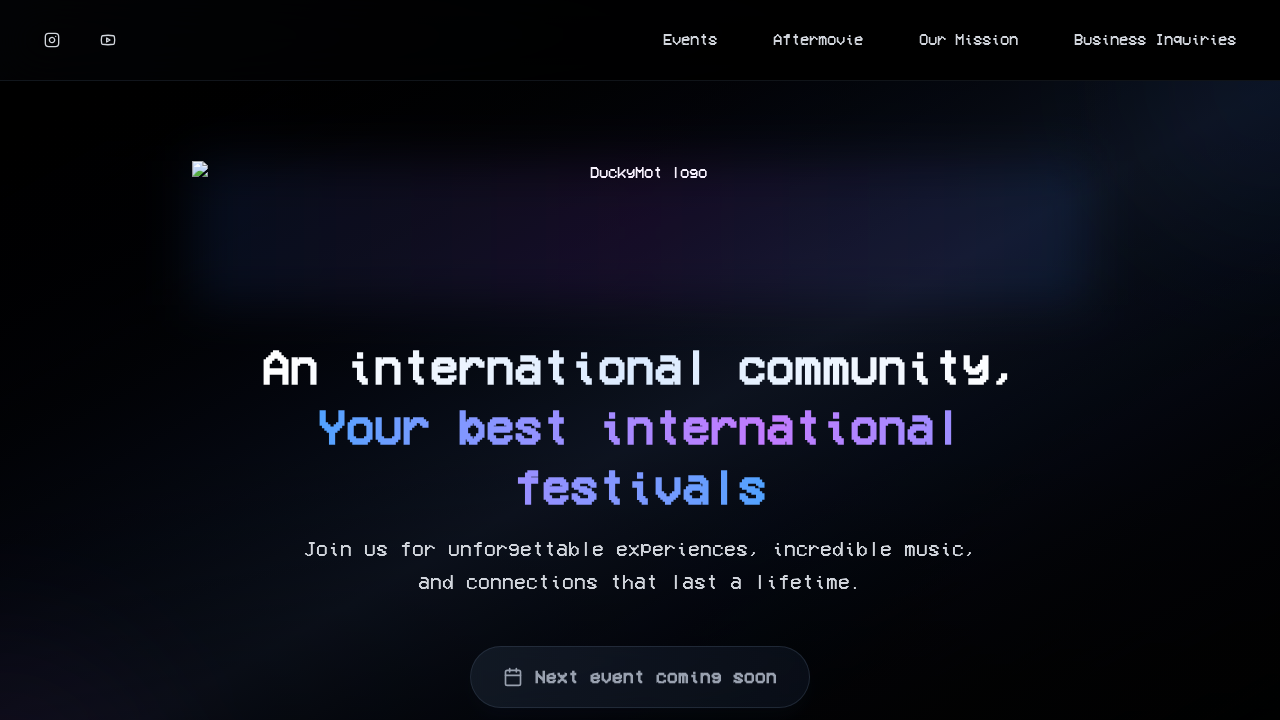 Events
Aftermovie
Our Mission
Business Inquiries
DuckyMot logo
An international community,
Your best international
festivals
Join us for unforgettable experiences, incredible music,
and connections that last a lifetime.
Next event coming soon